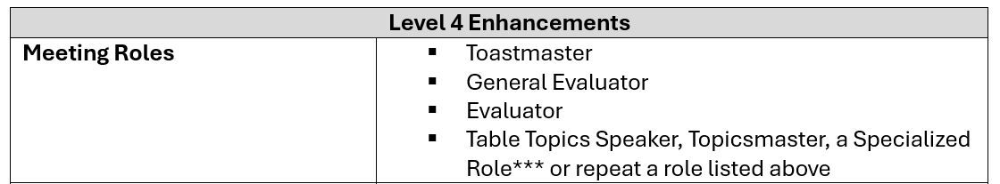 Level 4 Enhancements
Meeting Roles
▪ Toastmaster
▪ General Evaluator
▪ Evaluator
▪ Table Topics Speaker, Topicsmaster, a Specialized
Role*** or repeat a role listed above